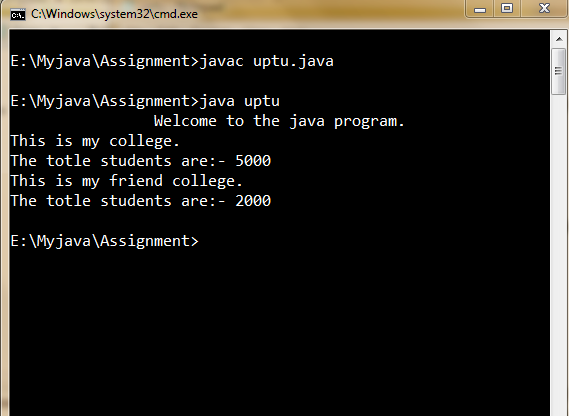 C:\Windows\system32\cmd.exe
E:\Myjava\Assignment>javac uptu.java
E:\Myjava\Assignment>java uptu
Welcome to the java program.
This is my college.
The totle students are:- 5000
This is my friend college.
The totle students are:- 2000
E:\Myjava\Assignment>